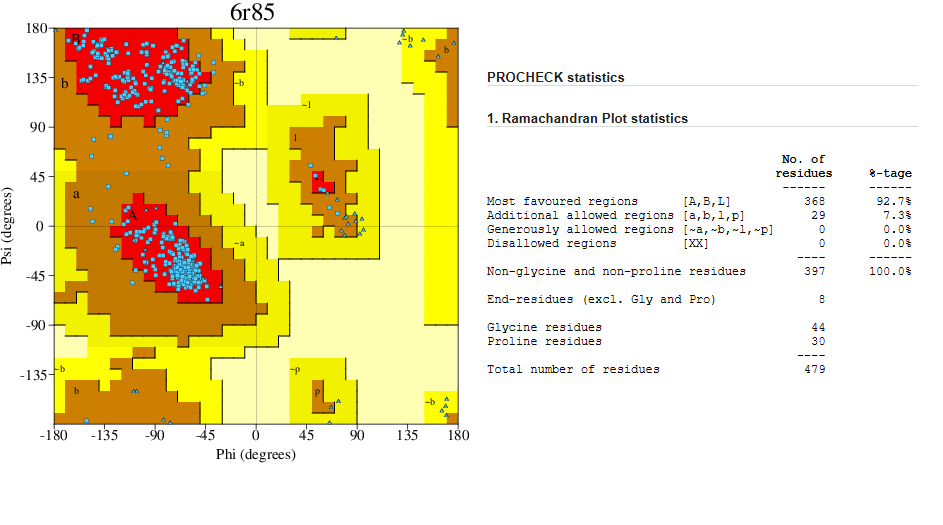 6r85
180
135
90
45
0
-45
-90
-135
-180
-135
-90
-45
0
45
90
135
180
Psi (degrees)
Phi (degrees)
B
b
a
A
~b
~l
l
~a
~b
b
~b
b
~p
p
~b
PROCHECK statistics
1. Ramachandran Plot statistics
No. of
residues %-tage
------ ------
Most favoured regions [A,B,L] 368 92.7%
Additional allowed regions [a,b,l,p] 29 7.3%
Generously allowed regions [~a,~b,~l,~p] 0 0.0%
Disallowed regions [XX] 0 0.0%
---- ------
Non-glycine and non-proline residues 397 100.0%
End-residues (excl. Gly and Pro) 8
Glycine residues 44
Proline residues 30
----
Total number of residues 479